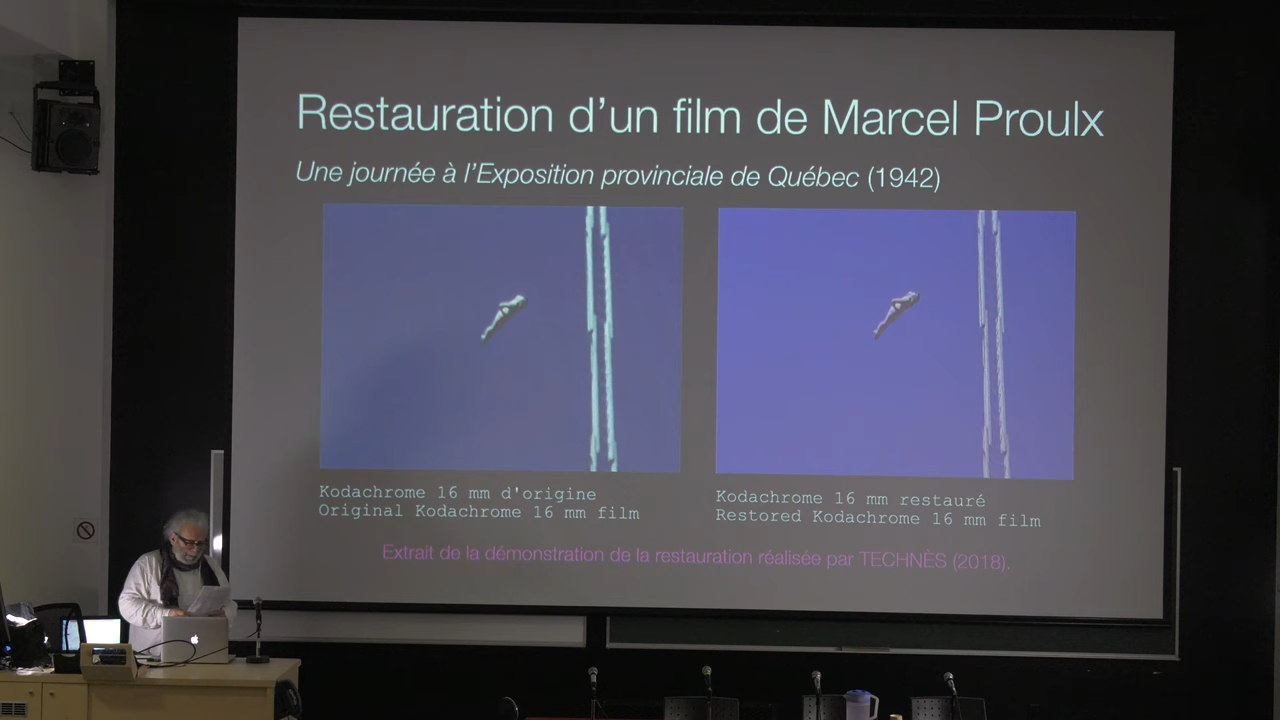 Restauration d'un film de Marcel Proulx
Une journée à l'Exposition provinciale de Québec (1942)
Kodachrome 16 mm d'origine
Original Kodachrome 16 mm film
Kodachrome 16 mm restauré
Restored Kodachrome 16 mm film
Extrait de la démonstration de la restauration réalisée par TECHNÈS (2018).